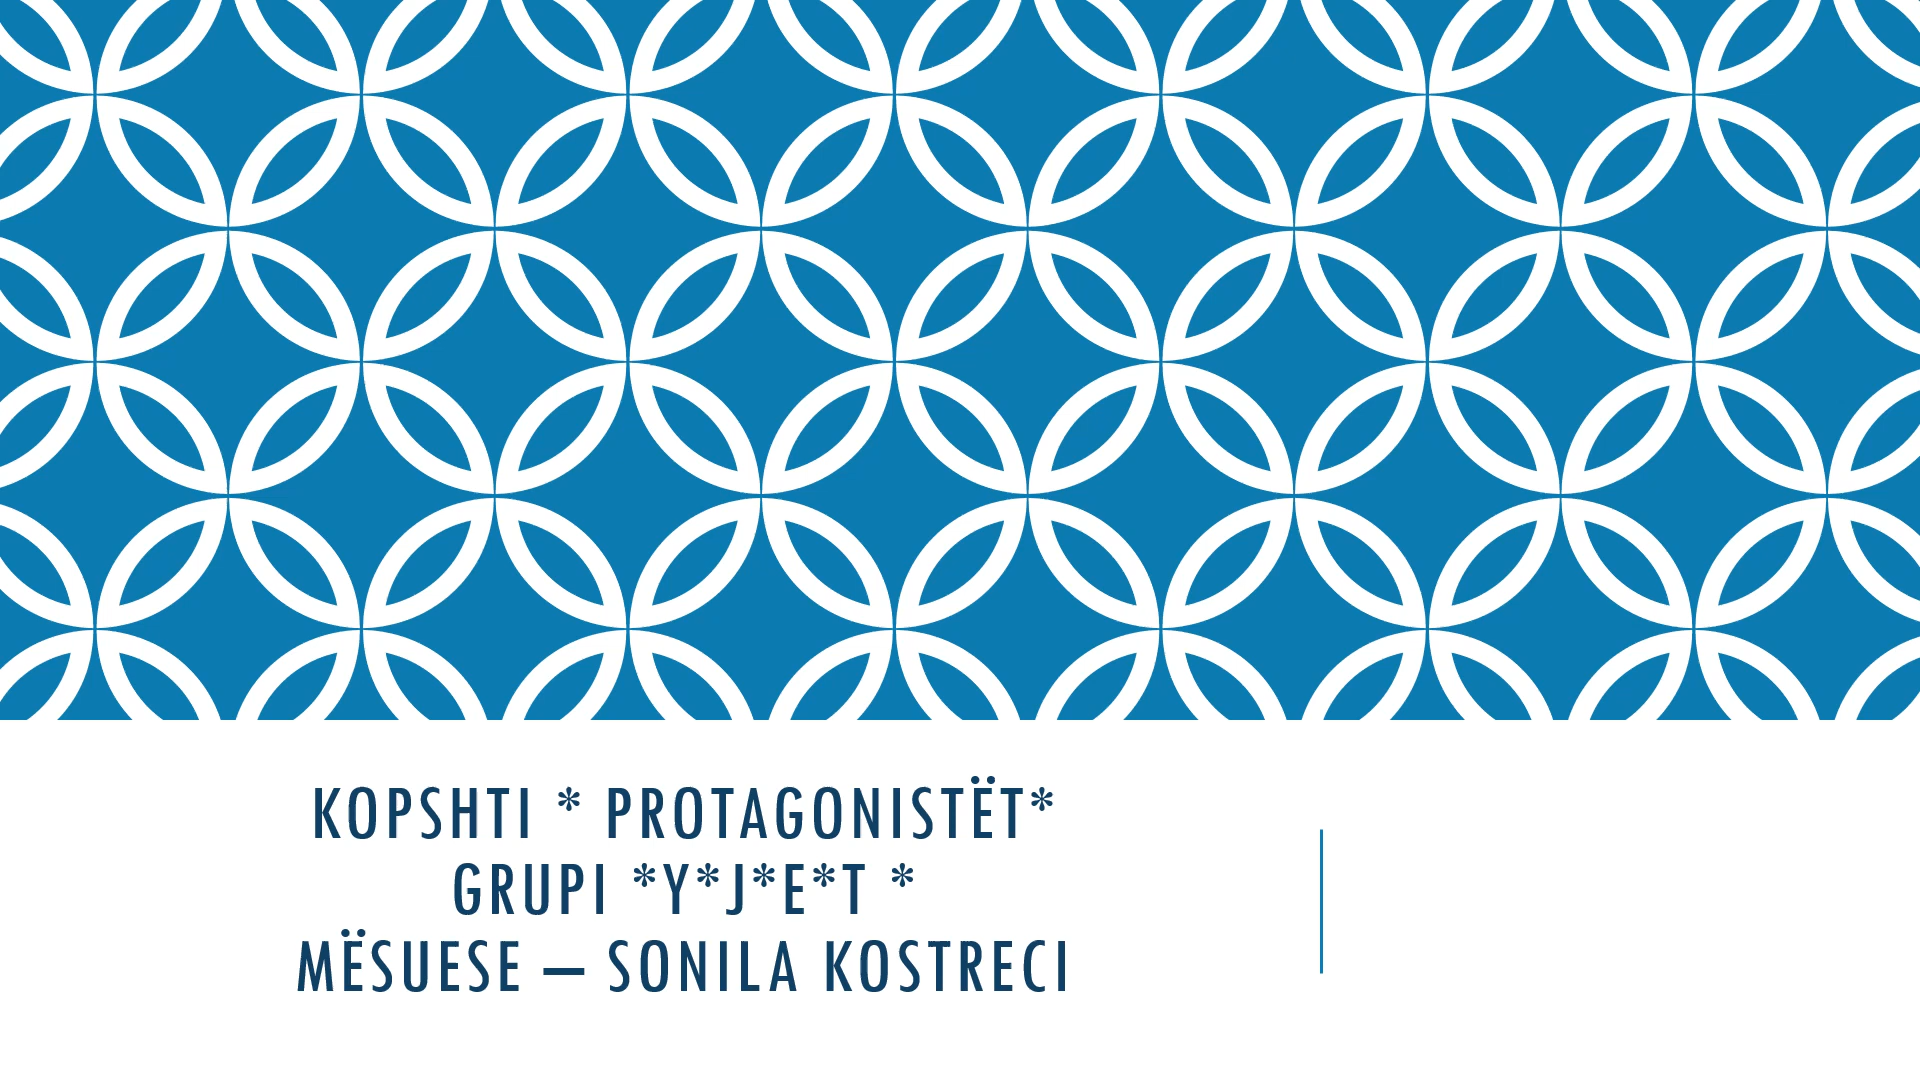 KOPSHTI * PROTAGONISTËT*
GRUPI *Y*J*E*T *
MËSUESE – SONILA KOSTRECI